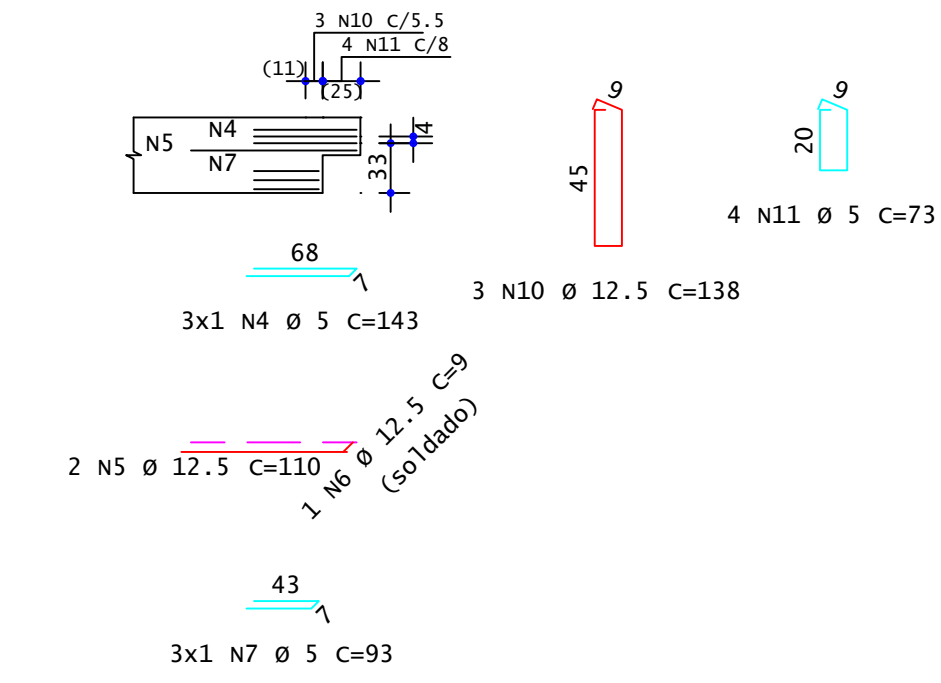 3 N10 C/5.5
4 N11 C/8
(11)
(25)
N4
N5
N7
4
33
9
45
3 N10 Ø 12.5 C=138
9
20
4 N11 Ø 5 C=73
68
7
3x1 N4 Ø 5 C=143
2 N5 Ø 12.5 C=110
1 N6 Ø 12.5 C=9
(soldado)
43
7
3x1 N7 Ø 5 C=93